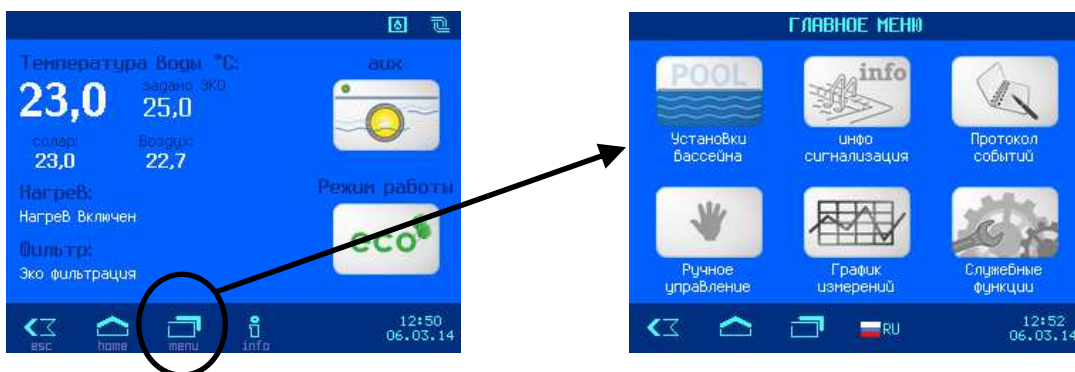 Температура Воды °C:
aux
23,0
задано ЭКО
25,0
солар:
Воздух:
23,0
22,7
Нагрев:
Режим работы
Нагрев Включен
eco
Фильтр:
Эко фильтрация
esc
home
menu
info
12:50
06.03.14
ГЛАВНОЕ МЕНЮ
POOL
info
Установки
бассейна
инфо
сигнализация
Протокол
событий
Ручное
управление
График
измерений
Служебные
функции
RU
12:52
06.03.14